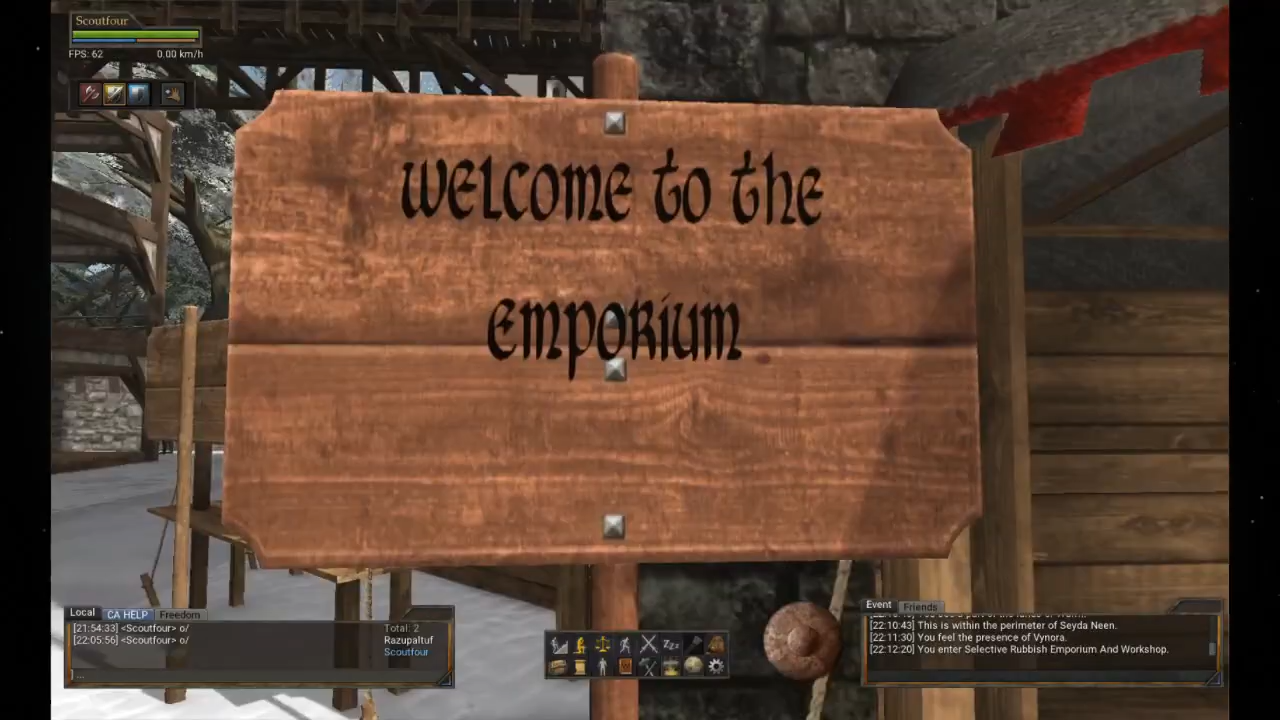 Scoutfour
FPS: 62 0.00 km/h
WELCOME to the
EMPORIUM
Local CA HELP Freedom
[21:54:33] <Scoutfour> o/
[22:05:56] <Scoutfour> o/
Total: 2
Razupaltuf
Scoutfour
...
zzz
Event Friends
[22:10:43] This is within the perimeter of Seyda Neen.
[22:11:30] You feel the presence of Vynora.
[22:12:20] You enter Selective Rubbish Emporium And Workshop.